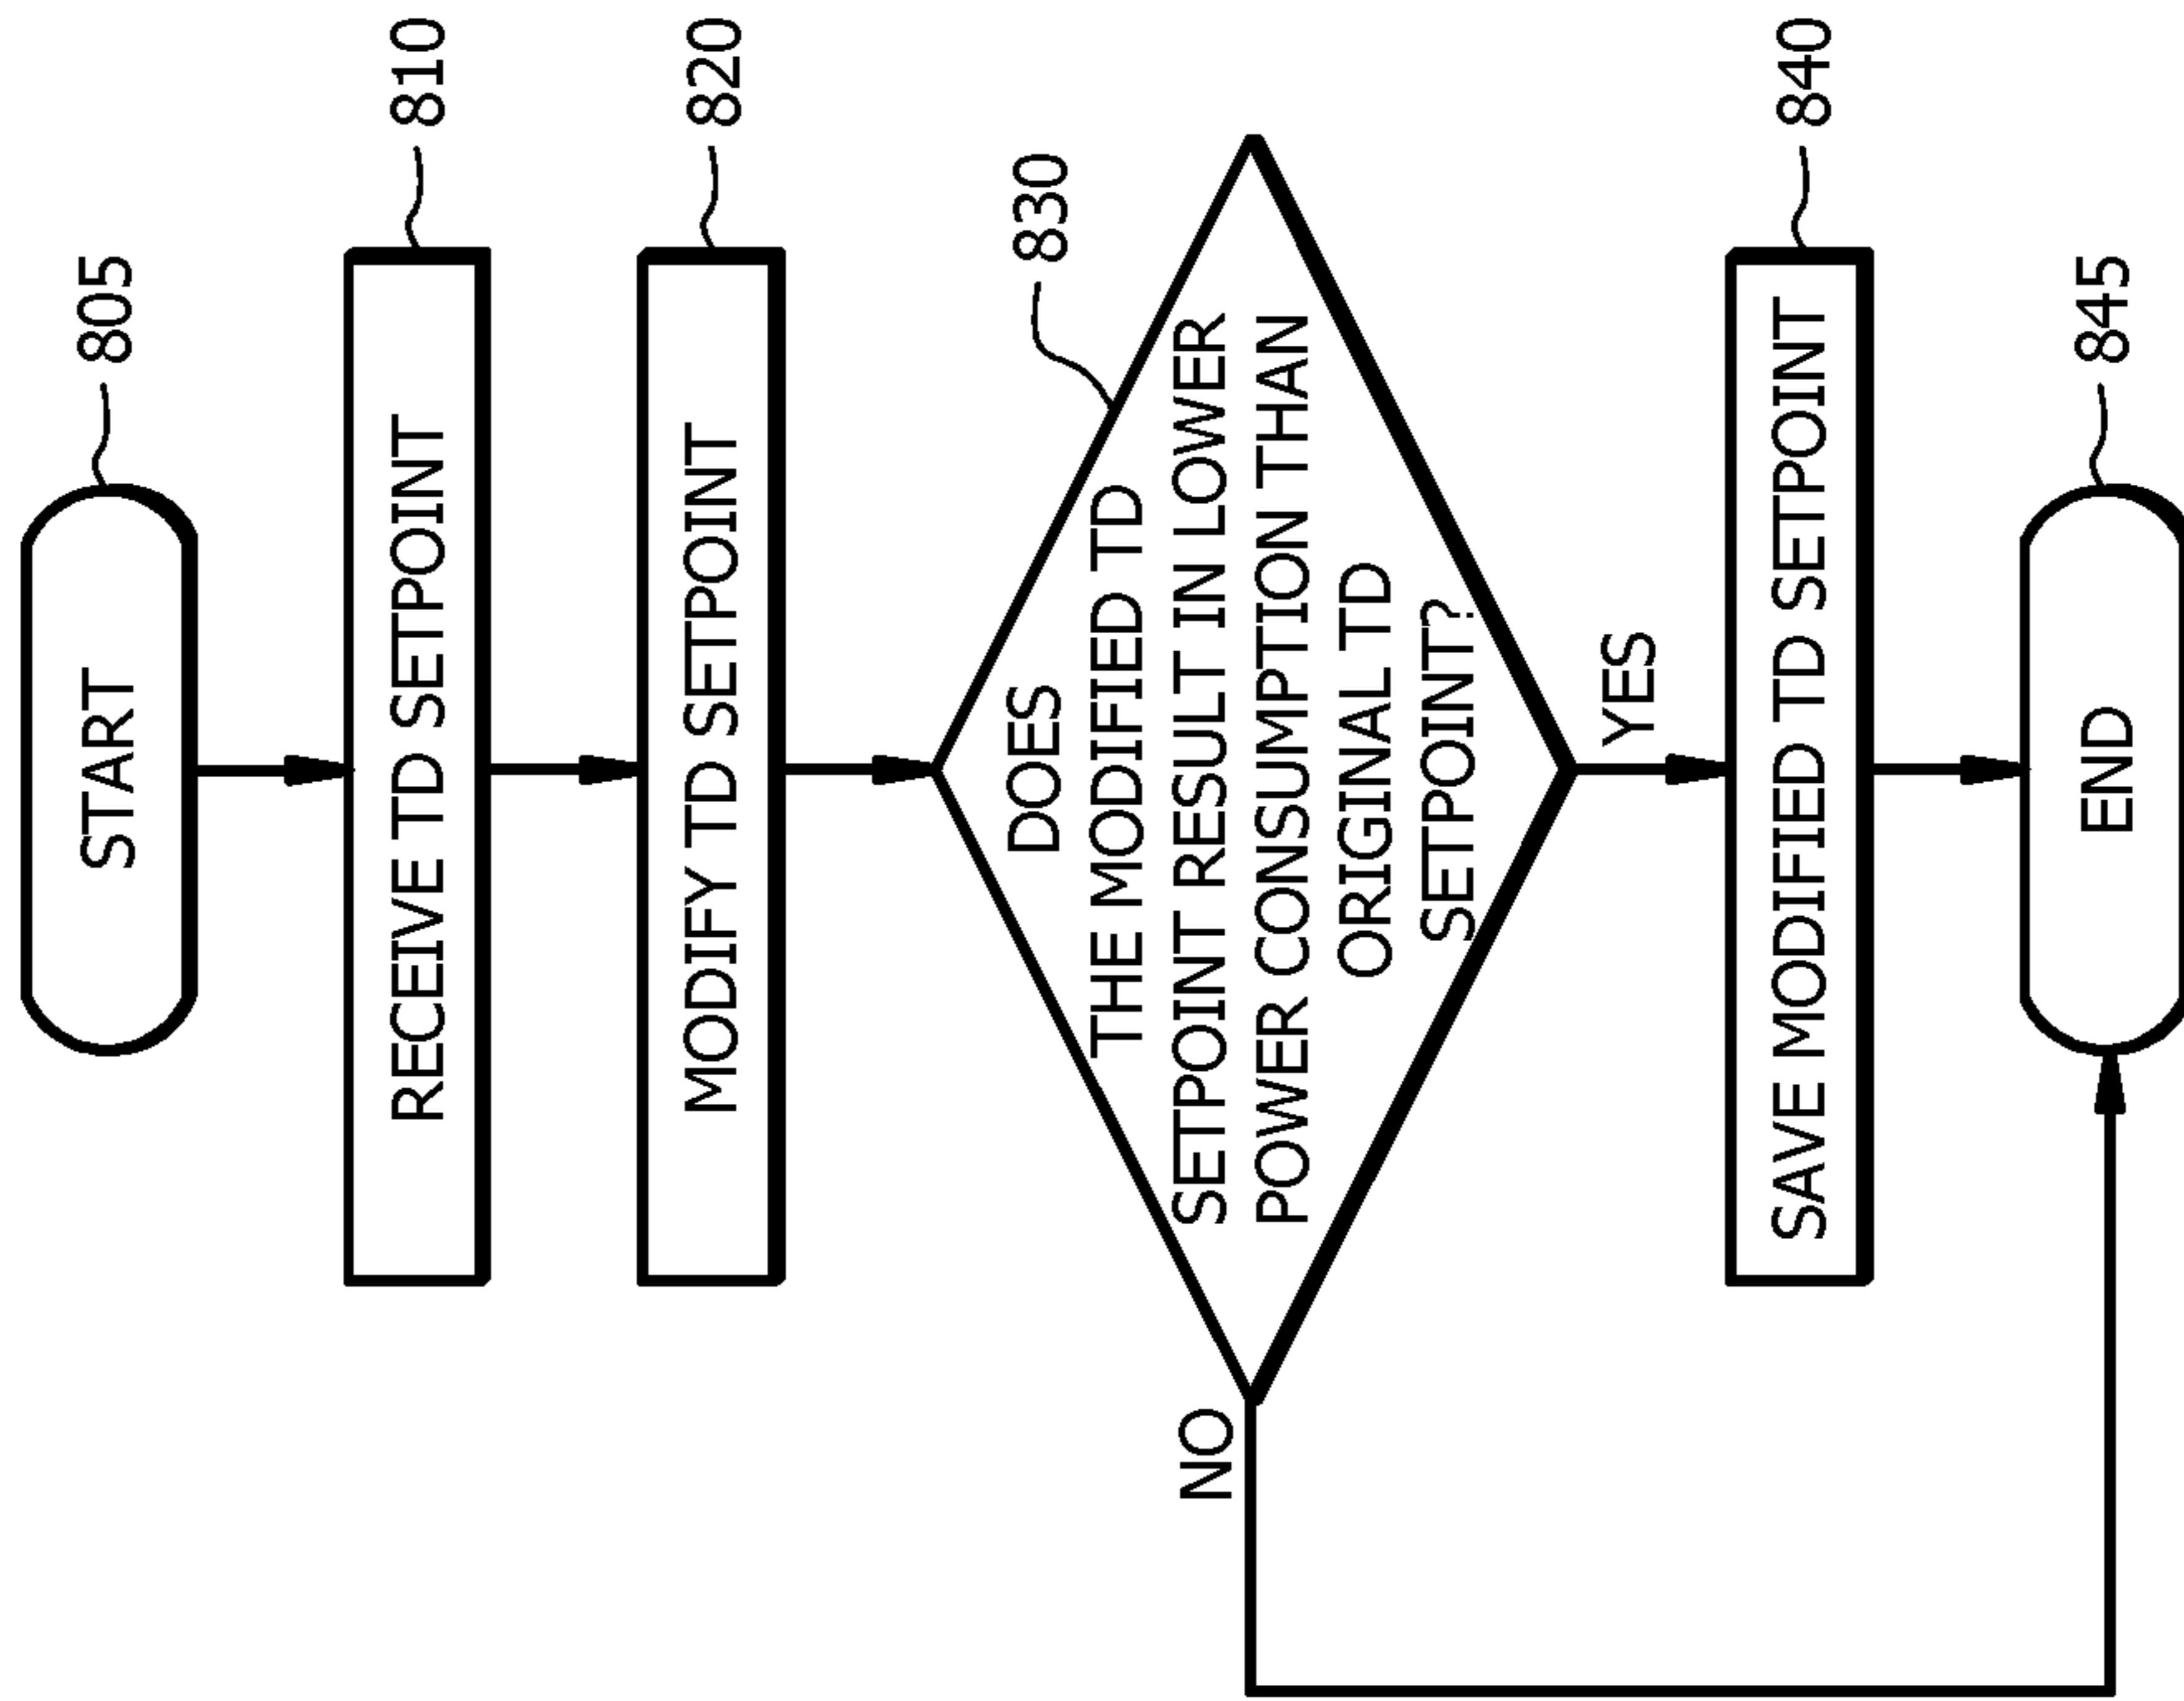 START
805
RECEIVE TD SETPOINT
810
MODIFY TD SETPOINT
820
DOES
THE MODIFIED TD
SETPOINT RESULT IN LOWER
POWER CONSUMPTION THAN
ORIGINAL TD
SETPOINT?
830
NO
YES
SAVE MODIFIED TD SETPOINT
840
END
845